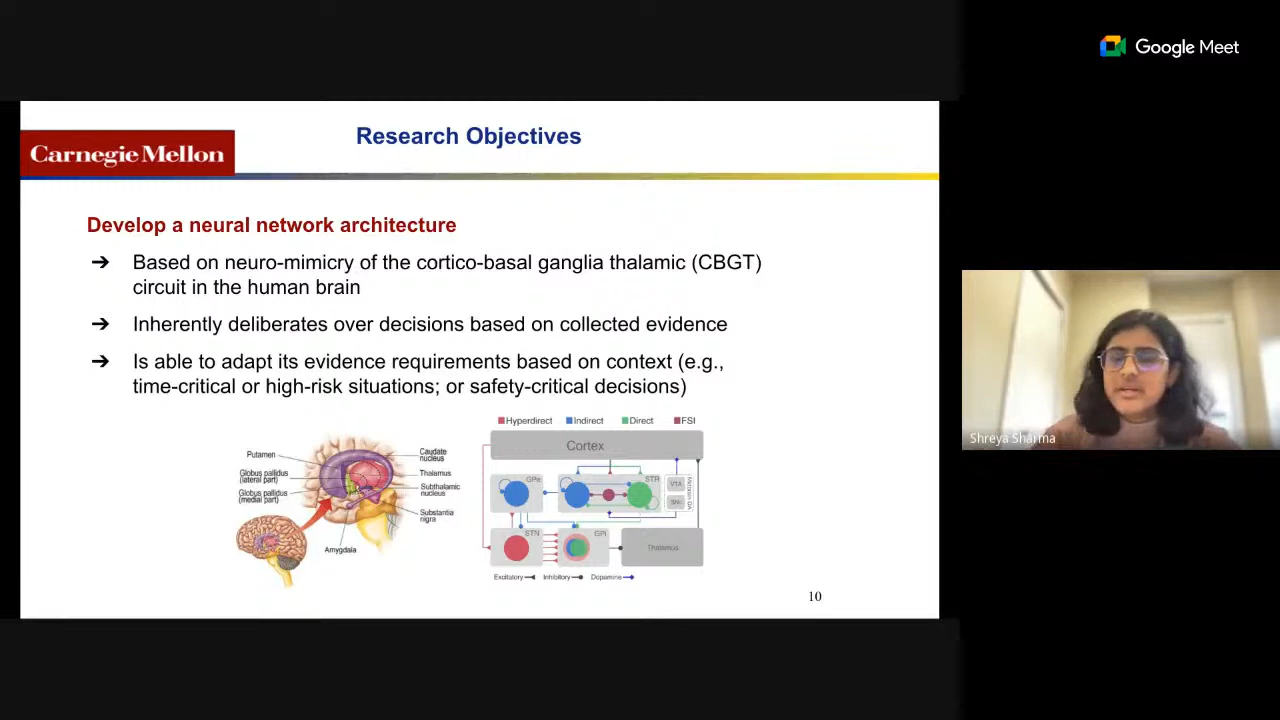 Google Meet
Research Objectives
Carnegie Mellon
Develop a neural network architecture
➔ Based on neuro-mimicry of the cortico-basal ganglia thalamic (CBGT)
circuit in the human brain
➔ Inherently deliberates over decisions based on collected evidence
➔ Is able to adapt its evidence requirements based on context (e.g.,
time-critical or high-risk situations; or safety-critical decisions)
Putamen
Globus pallidus
(lateral part)
Globus pallidus
(medial part)
Caudate
nucleus
Thalamus
Subthalamic
nucleus
Substantia
nigra
Amygdala
Hyperdirect Indirect Direct FSI
Cortex
GPe
STR
VTA
STN
GPi
Thalamus
Excitatory Inhibitory Dopamine
10
Shreya Sharma